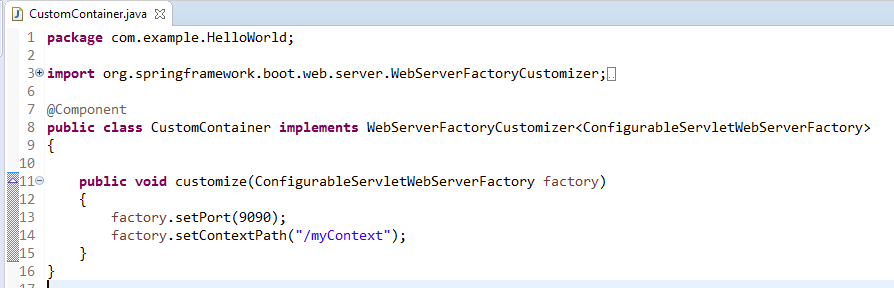 CustomContainer.java
1 package com.example.HelloWorld;
2
3 import org.springframework.boot.web.server.WebServerFactoryCustomizer;
6
7 @Component
8 public class CustomContainer implements WebServerFactoryCustomizer<ConfigurableServletWebServerFactory>
9 {
10
11 public void customize(ConfigurableServletWebServerFactory factory)
12 {
13 factory.setPort(9090);
14 factory.setContextPath("/myContext");
15 }
16 }
17